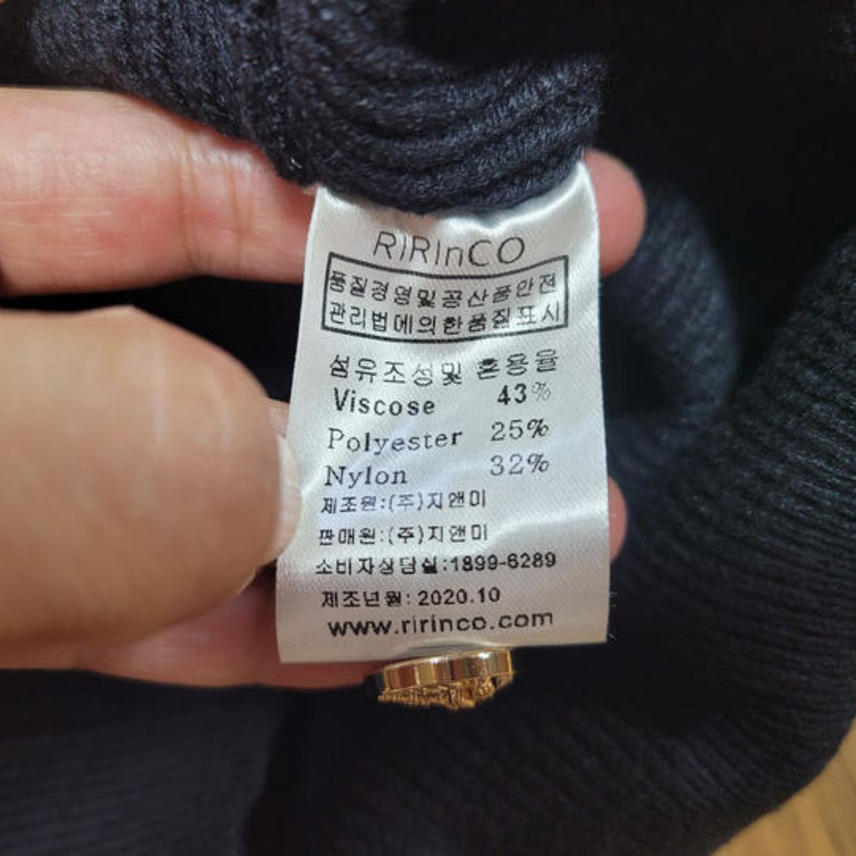 RIRInCO
품질경영및공산품안전
관리법에의한품질표시
섬유조성및 혼용율
Viscose 43%
Polyester 25%
Nylon 32%
제조원:(주)지앤미
판매원:(주)지앤미
소비자상담실:1899-6289
제조년월: 2020.10
www.ririnco.com